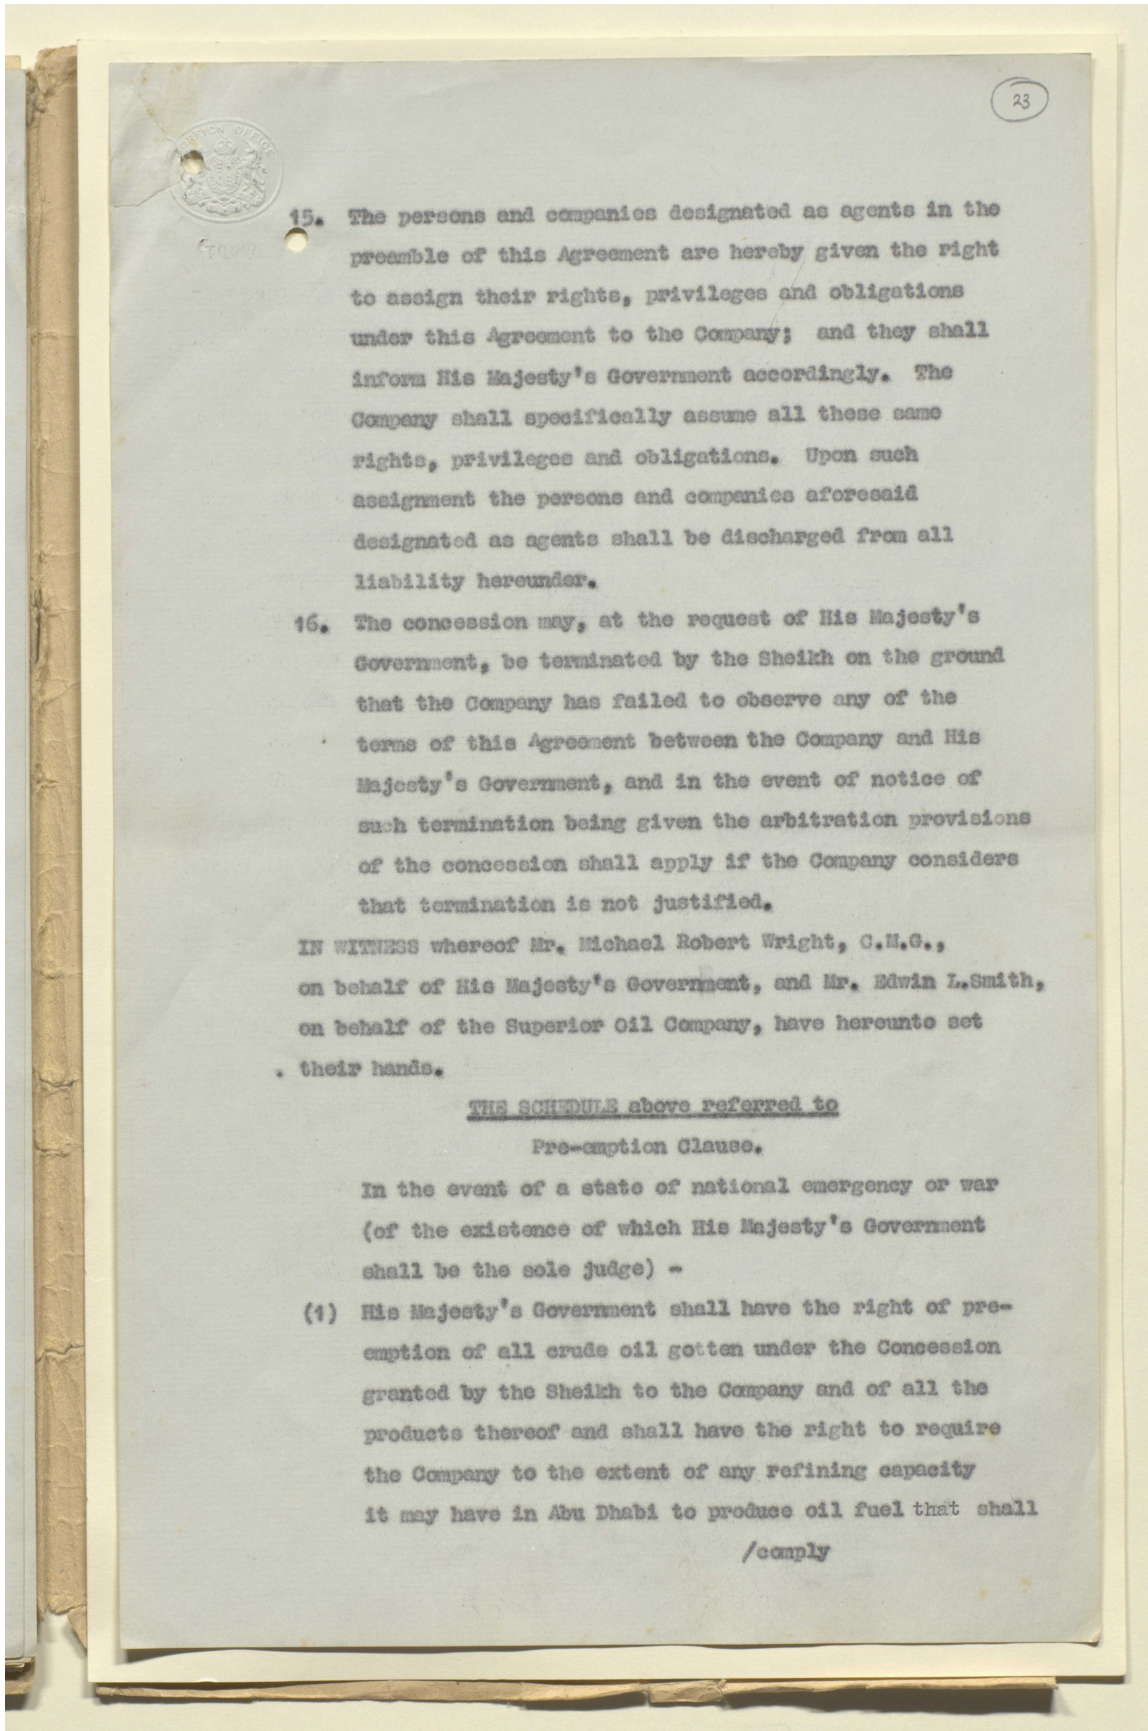 23
FOREIGN OFFICE
15. The persons and companies designated as agents in the
preamble of this Agreement are hereby given the right
to assign their rights, privileges and obligations
under this Agreement to the Company; and they shall
inform His Majesty's Government accordingly. The
Company shall specifically assume all these same
rights, privileges and obligations. Upon such
assignment the persons and companies aforesaid
designated as agents shall be discharged from all
liability hereunder.
16. The concession may, at the request of His Majesty's
Government, be terminated by the Sheikh on the ground
that the Company has failed to observe any of the
terms of this Agreement between the Company and His
Majesty's Government, and in the event of notice of
such termination being given the arbitration provisions
of the concession shall apply if the Company considers
that termination is not justified.
IN WITNESS whereof Mr. Michael Robert Wright, C.M.G.,
on behalf of His Majesty's Government, and Mr. Edwin L.Smith,
on behalf of the Superior Oil Company, have hereunto set
their hands.
THE SCHEDULE above referred to
Pre-emption Clause.
In the event of a state of national emergency or war
(of the existence of which His Majesty's Government
shall be the sole judge) -
(1) His Majesty's Government shall have the right of pre-
emption of all crude oil gotten under the Concession
granted by the Sheikh to the Company and of all the
products thereof and shall have the right to require
the Company to the extent of any refining capacity
it may have in Abu Dhabi to produce oil fuel that shall
/comply